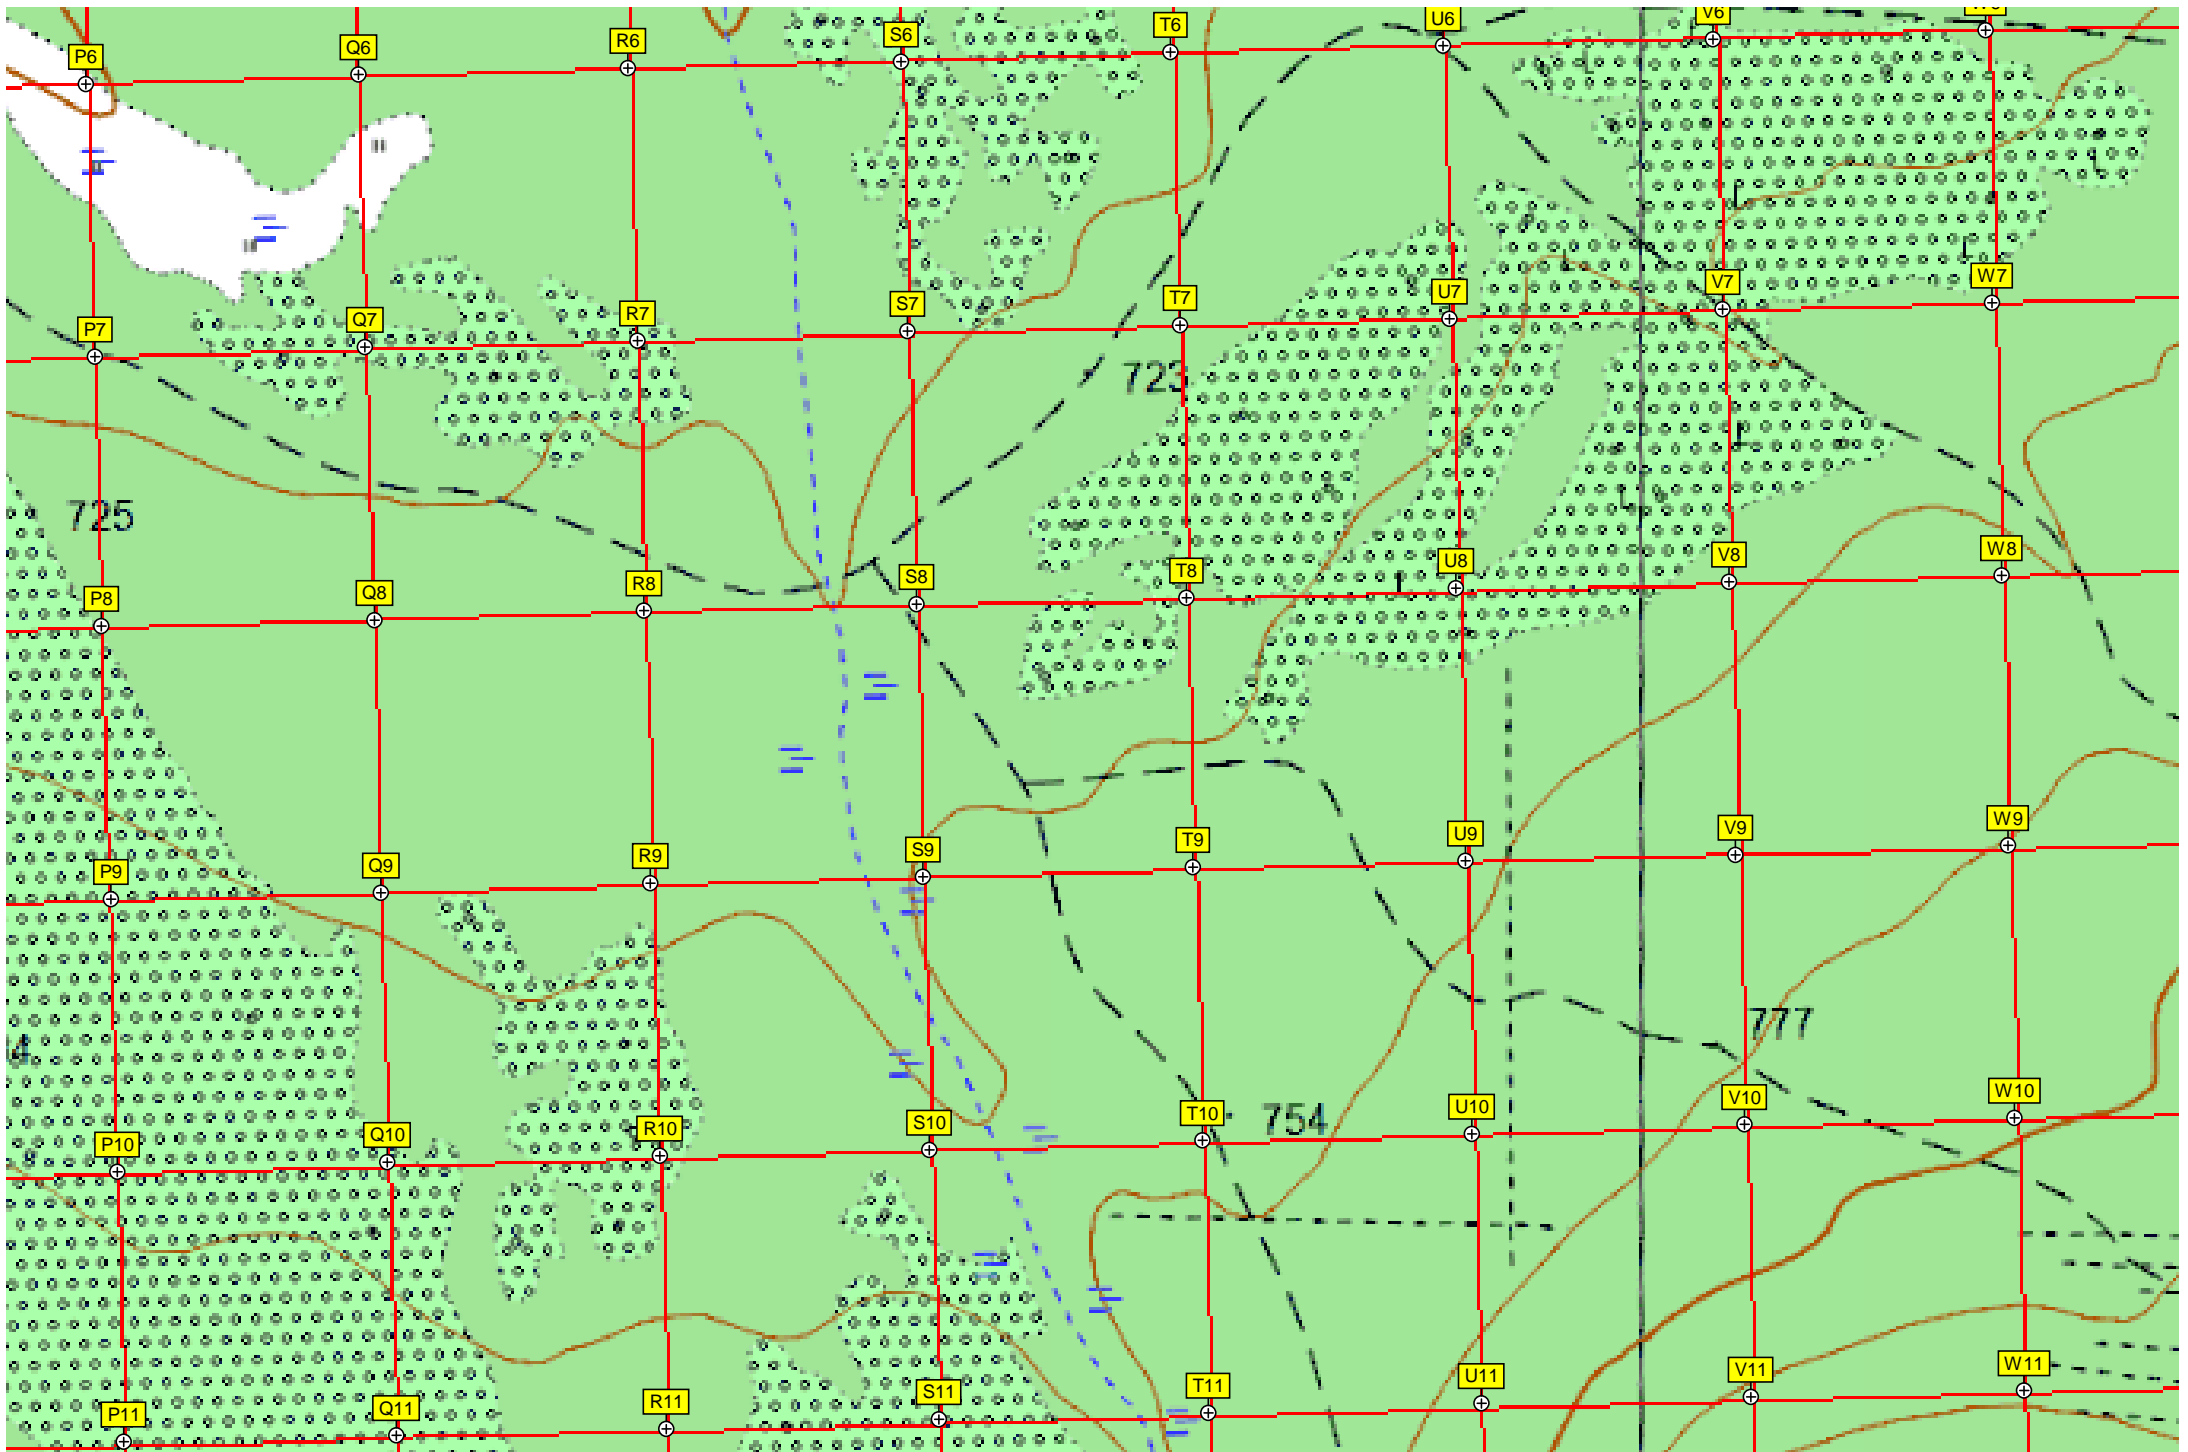 P6 Q6 R6 S6 T6 U6 V6
P7 Q7 R7 S7 T7 U7 V7 W7
723
725
P8 Q8 R8 S8 T8 U8 V8 W8
P9 Q9 R9 S9 T9 U9 V9 W9
777
4
754
P10 Q10 R10 S10 T10 U10 V10 W10
P11 Q11 R11 S11 T11 U11 V11 W11